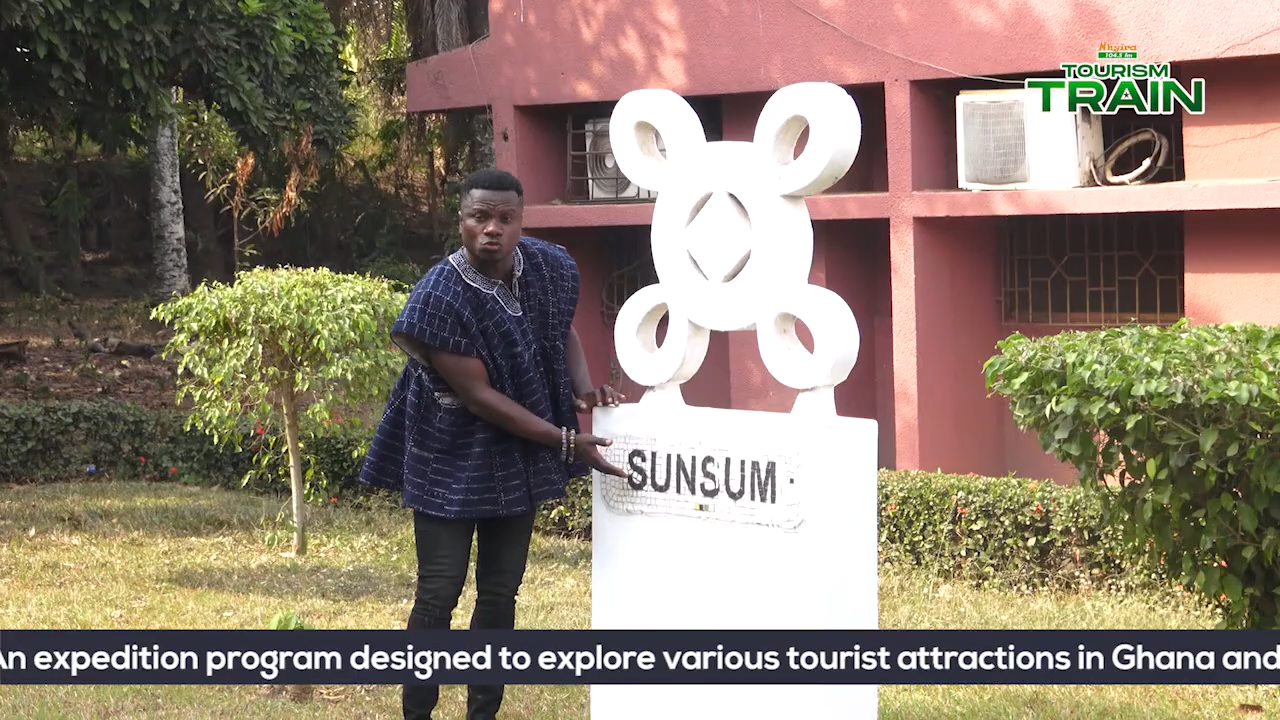 Nhyira
104.5 fm
TOURISM
TRAIN
SUNSUM
An expedition program designed to explore various tourist attractions in Ghana and